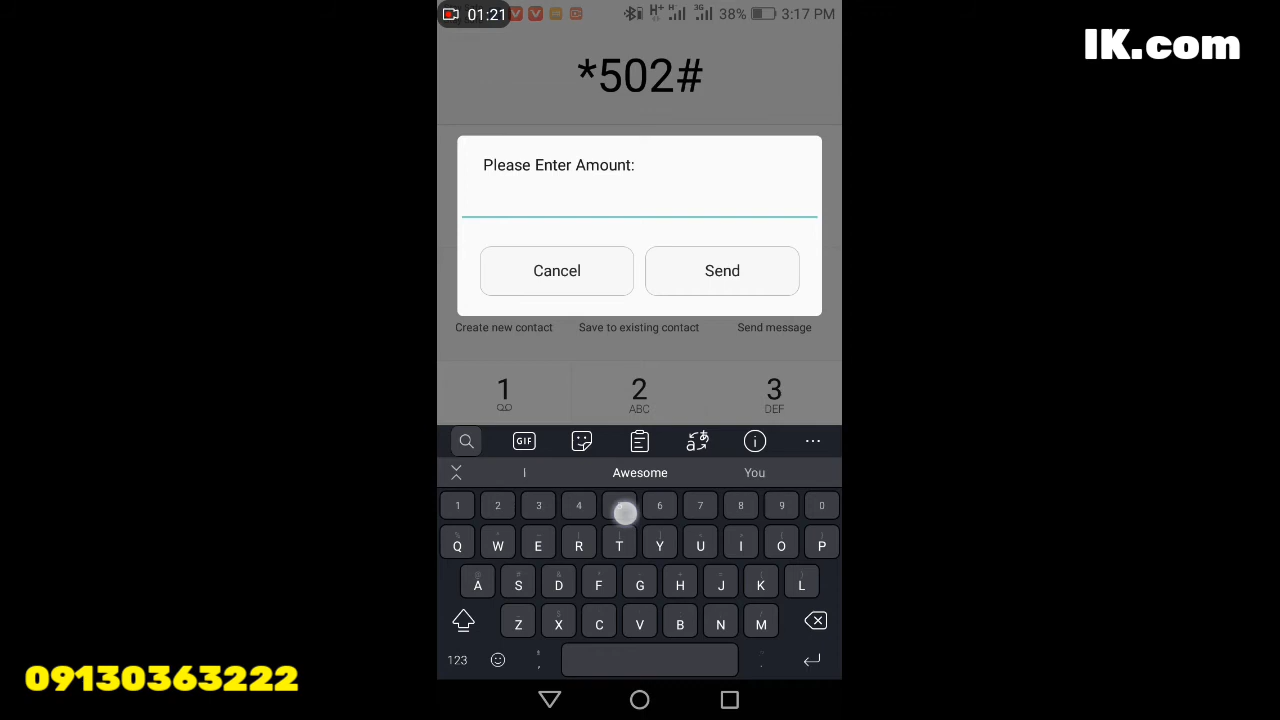 01:21
H+
H
3G
38%
3:17 PM
IK.com
*502#
Please Enter Amount:
Cancel
Send
Create new contact
Save to existing contact
Send message
1
2
ABC
3
DEF
GIF
I
Awesome
You
1 2 3 4 6 7 8 9 0
Q W E R T Y U I O P
A S D F G H J K L
Z X C V B N M
123
09130363222